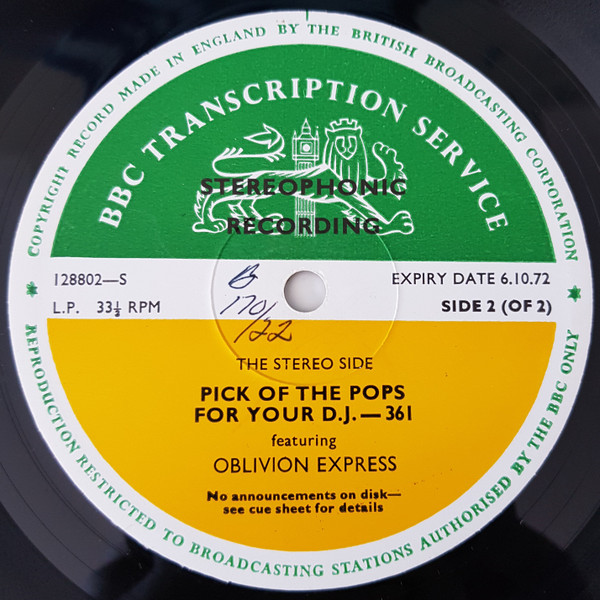 COPYRIGHT RECORD MADE IN ENGLAND BY THE BRITISH BROADCASTING CORPORATION
BBC TRANSCRIPTION SERVICE
STEREOPHONIC
RECORDING
128802—S
EXPIRY DATE 6.10.72
L.P. 33⅓ RPM
SIDE 2 (OF 2)
1701
/22
THE STEREO SIDE
PICK OF THE POPS
FOR YOUR D.J. — 361
featuring
OBLIVION EXPRESS
No announcements on disk—
see cue sheet for details
REPRODUCTION RESTRICTED TO BROADCASTING STATIONS AUTHORISED BY THE BBC ONLY